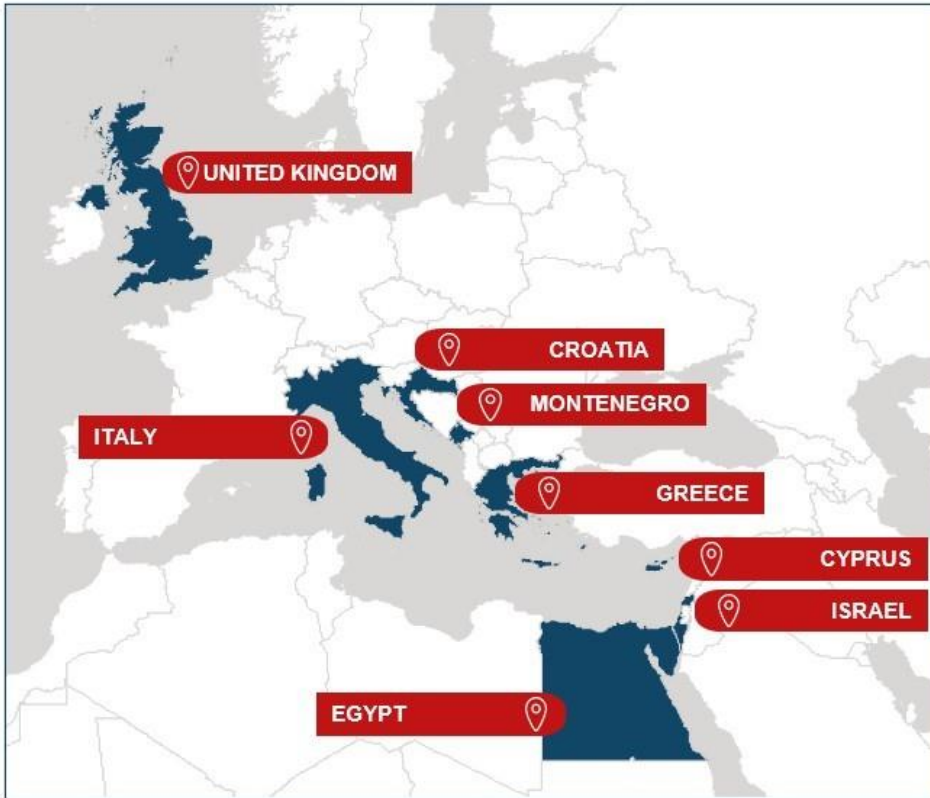 UNITED KINGDOM
CROATIA
MONTENEGRO
ITALY
GREECE
CYPRUS
ISRAEL
EGYPT